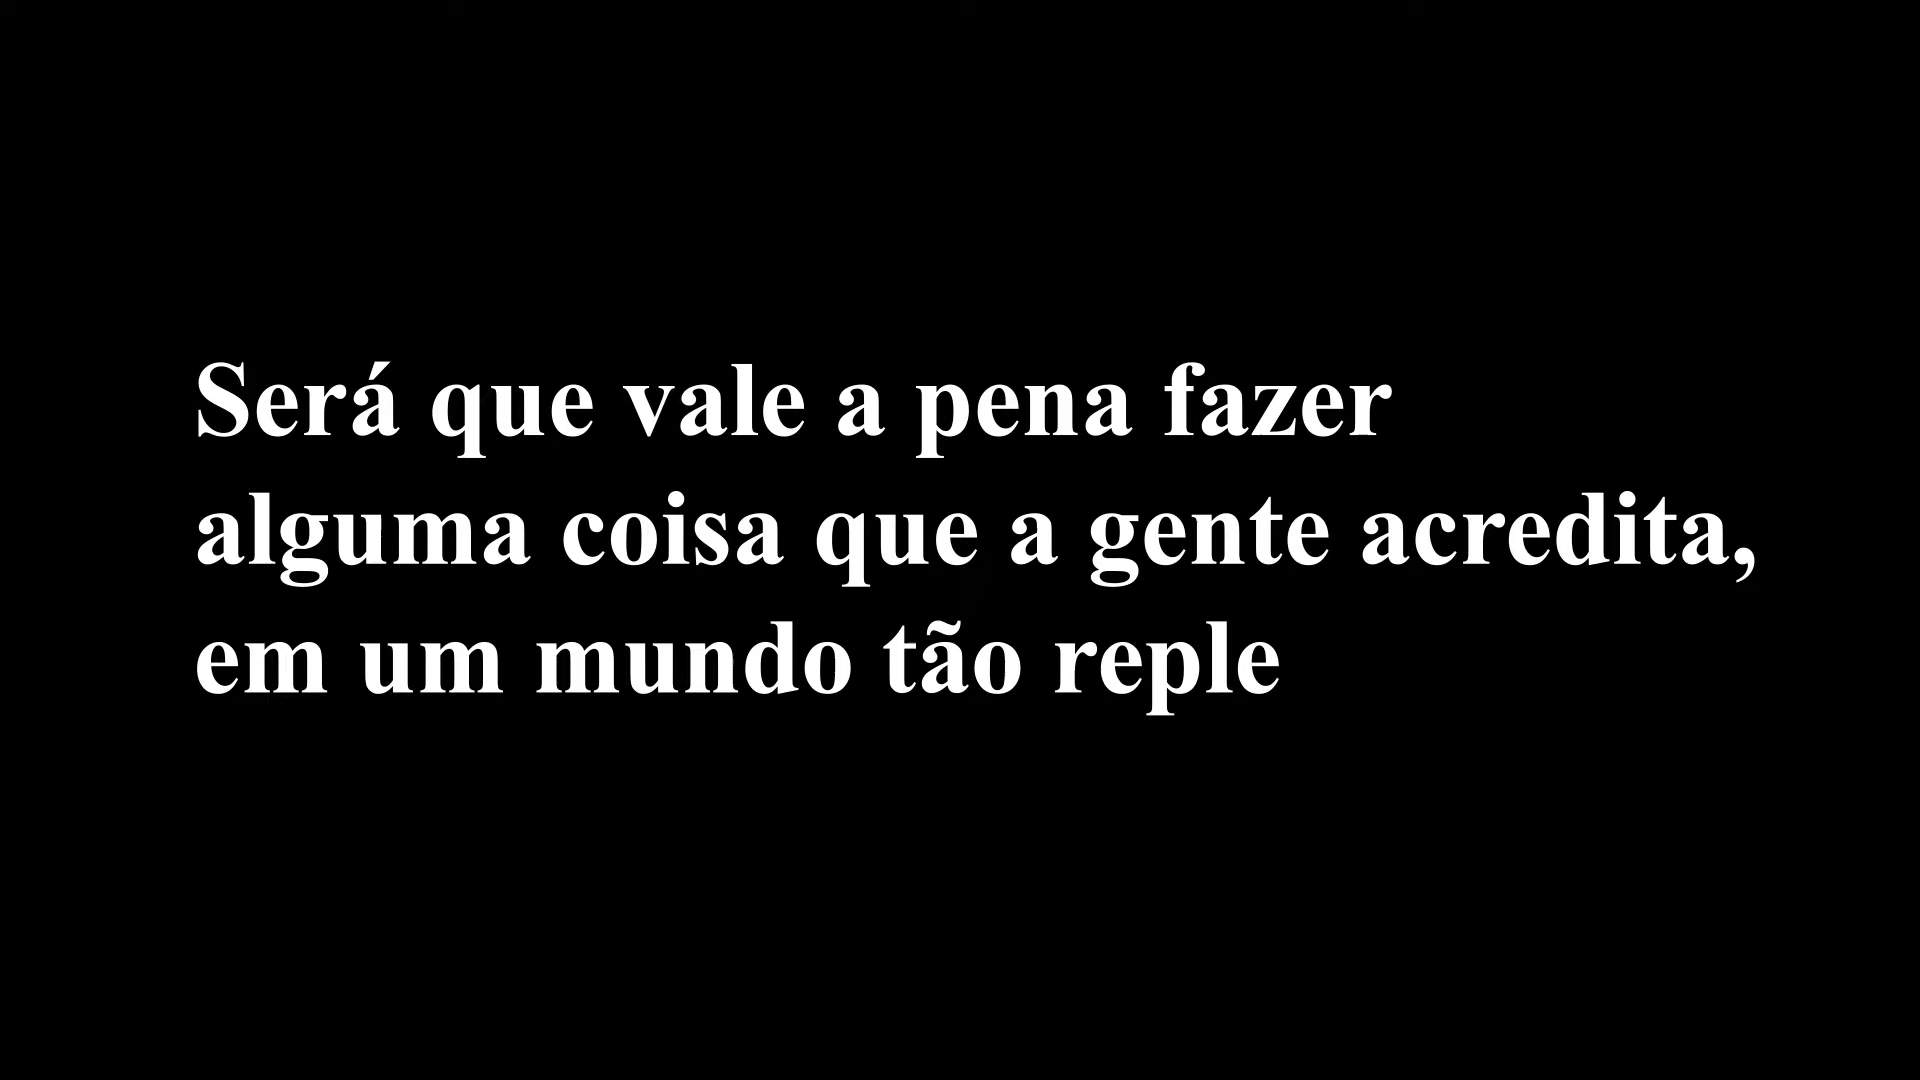 Será que vale a pena fazer
alguma coisa que a gente acredita,
em um mundo tão reple